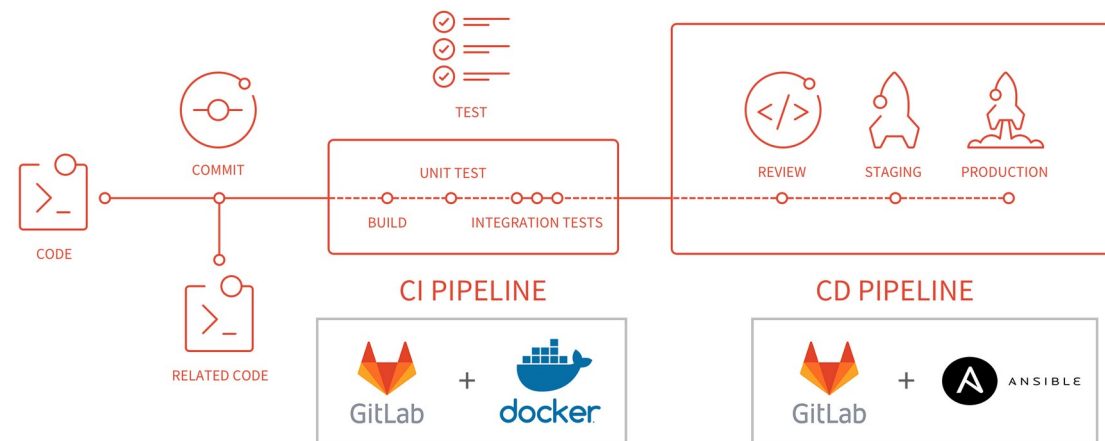 TEST
COMMIT
UNIT TEST
REVIEW
STAGING
PRODUCTION
BUILD
INTEGRATION TESTS
CODE
CI PIPELINE
CD PIPELINE
RELATED CODE
GitLab
+
docker
GitLab
+
A
ANSIBLE